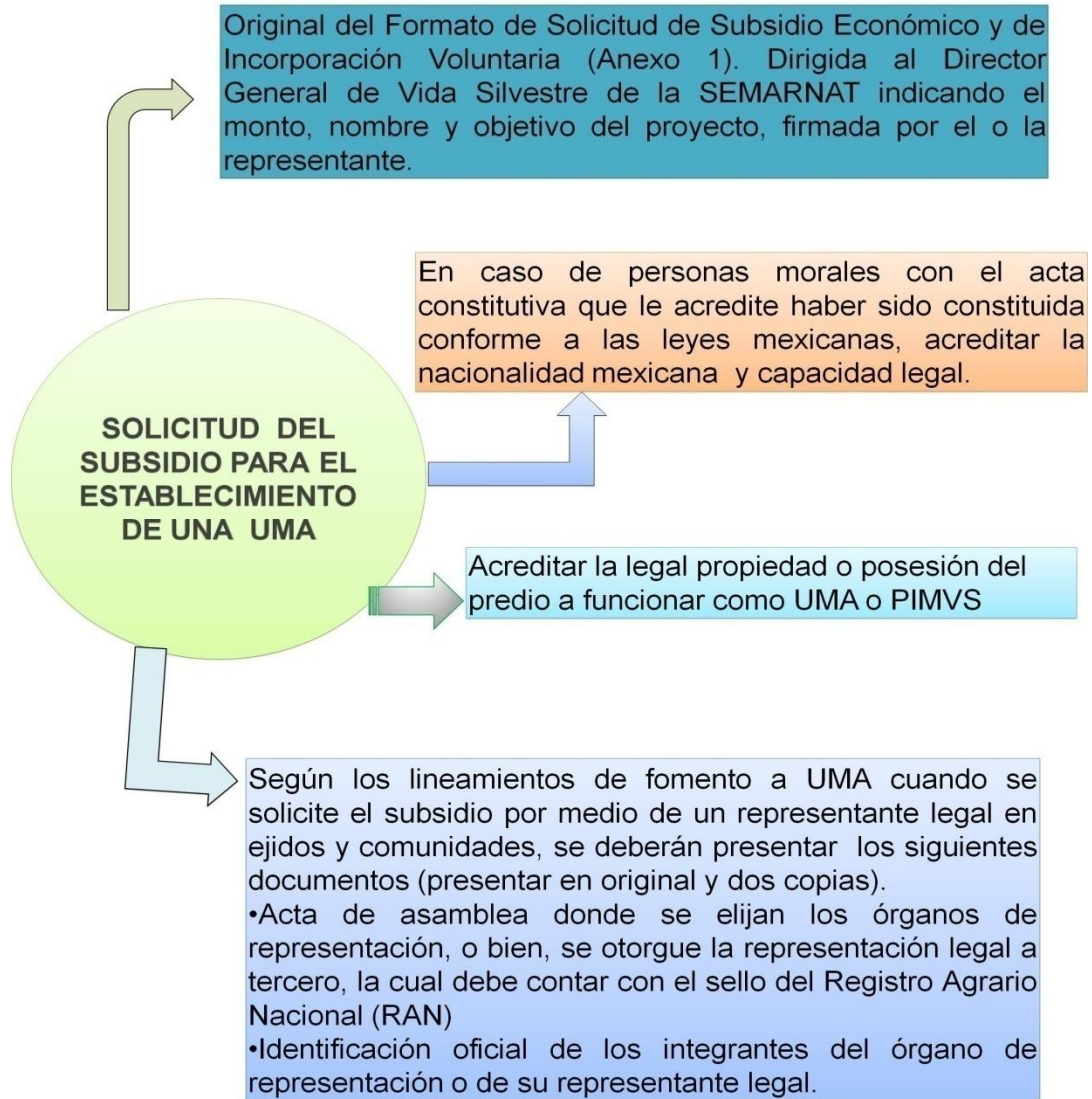 Original del Formato de Solicitud de Subsidio Económico y de
Incorporación Voluntaria (Anexo 1). Dirigida al Director
General de Vida Silvestre de la SEMARNAT indicando el
monto, nombre y objetivo del proyecto, firmada por el o la
representante.
En caso de personas morales con el acta
constitutiva que le acredite haber sido constituida
conforme a las leyes mexicanas, acreditar la
nacionalidad mexicana y capacidad legal.
SOLICITUD DEL
SUBSIDIO PARA EL
ESTABLECIMIENTO
DE UNA UMA
Acreditar la legal propiedad o posesión del
predio a funcionar como UMA o PIMVS
Según los lineamientos de fomento a UMA cuando se
solicite el subsidio por medio de un representante legal en
ejidos y comunidades, se deberán presentar los siguientes
documentos (presentar en original y dos copias).
•Acta de asamblea donde se elijan los órganos de
representación, o bien, se otorgue la representación legal a
tercero, la cual debe contar con el sello del Registro Agrario
Nacional (RAN)
•Identificación oficial de los integrantes del órgano de
representación o de su representante legal.